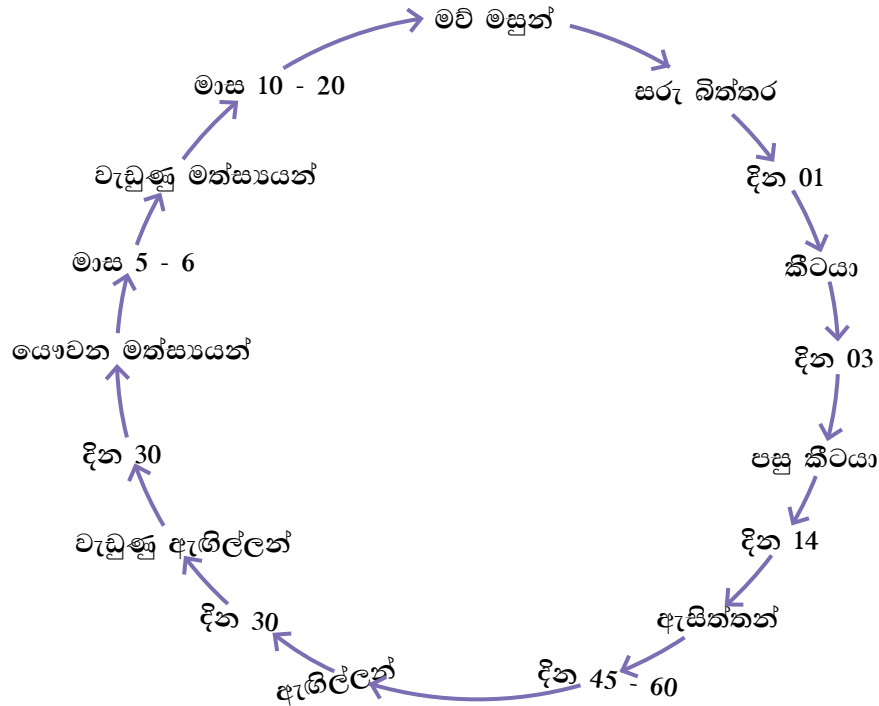 මව් මසුන්
සරු බිත්තර
දින 01
කීටයා
දින 03
පසු කීටයා
දින 14
ඇසිත්තන්
දින 45 - 60
ඇඟිල්ලන්
දින 30
වැඩුණු ඇඟිල්ලන්
දින 30
යෞවන මත්ස්‍යයන්
මාස 5 - 6
වැඩුණු මත්ස්‍යයන්
මාස 10 - 20